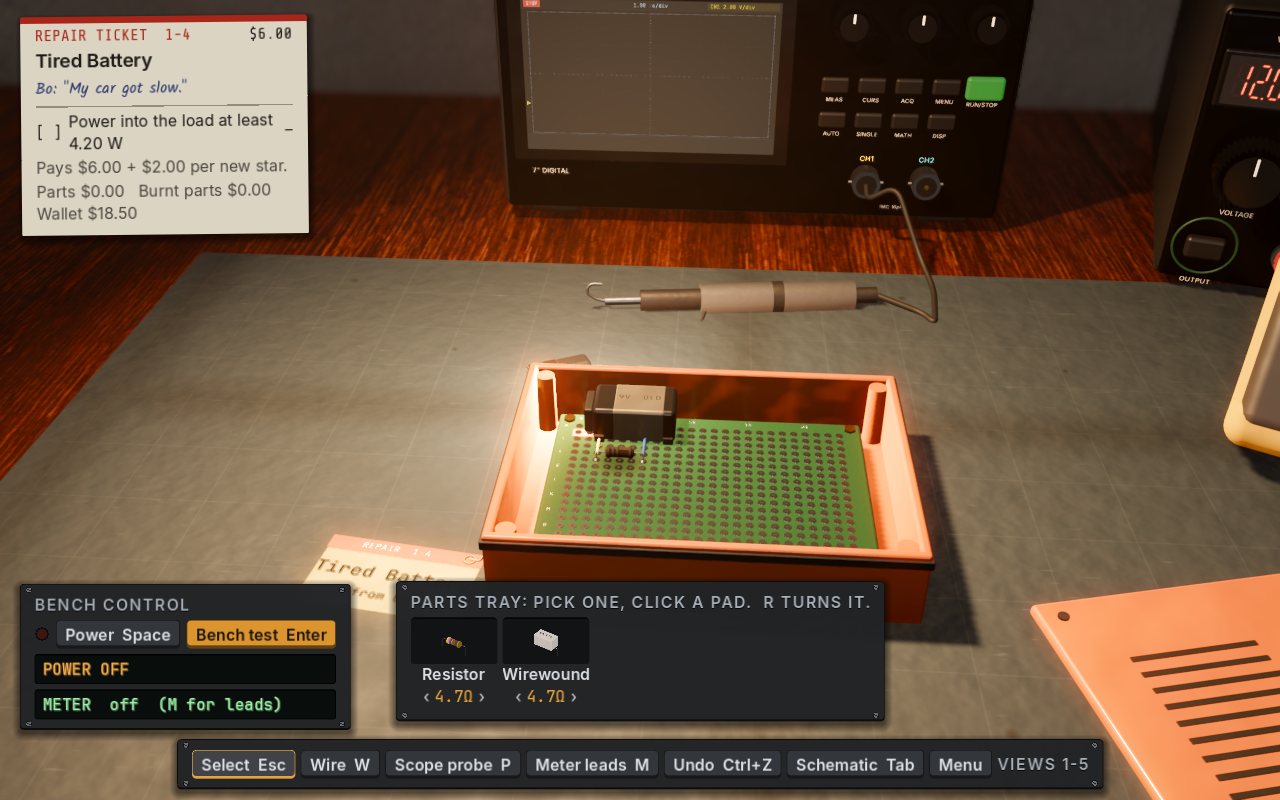 REPAIR TICKET 1-4 $6.00
Tired Battery
Bo: "My car got slow."
[ ] Power into the load at least 4.20 W –
Pays $6.00 + $2.00 per new star.
Parts $0.00 Burnt parts $0.00
Wallet $18.50
CH1 2.00 V/div
MEAS CURS ACQ MENU RUN/STOP
AUTO SINGLE MATH DISP
CH1 CH2
7" DIGITAL
VOLTAGE
OUTPUT
REPAIR 1-4
Tired
BENCH CONTROL
Power Space
Bench test Enter
POWER OFF
METER off (M for leads)
PARTS TRAY: PICK ONE, CLICK A PAD. R TURNS IT.
Resistor Wirewound
‹ 4.7Ω › ‹ 4.7Ω ›
Select Esc Wire W Scope probe P Meter leads M Undo Ctrl+Z Schematic Tab Menu VIEWS 1-5